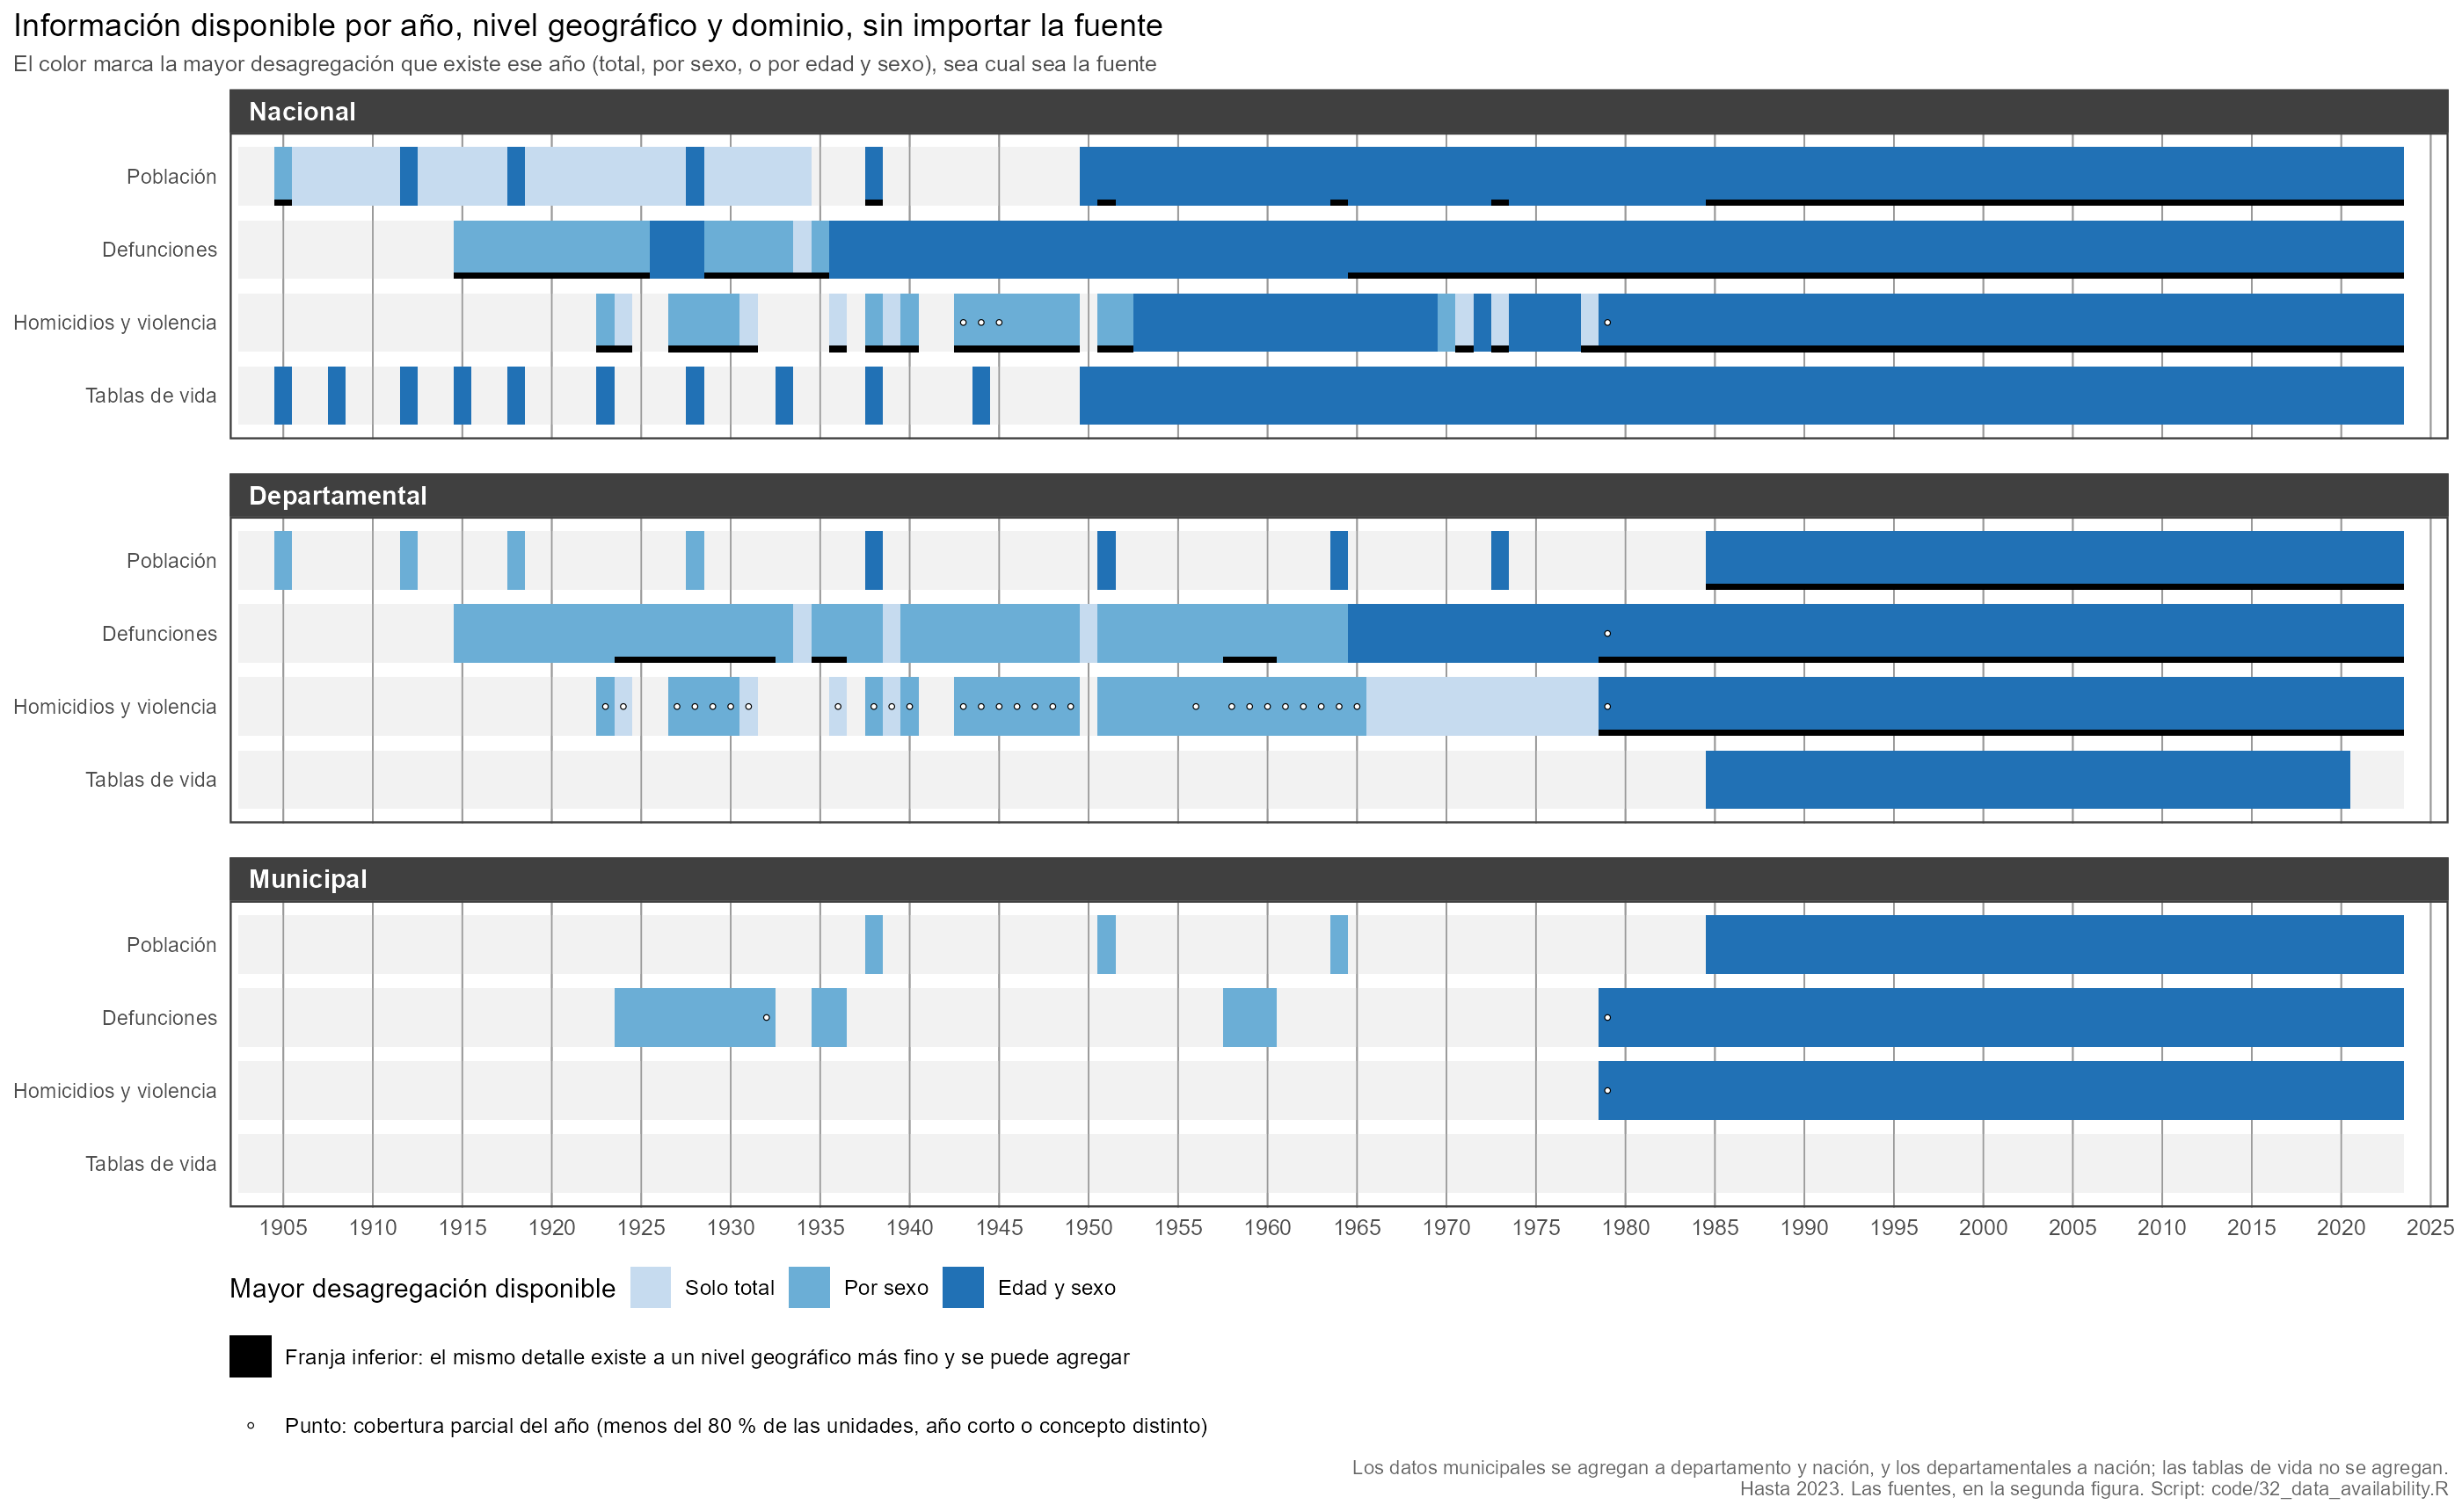 Información disponible por año, nivel geográfico y dominio, sin importar la fuente
El color marca la mayor desagregación que existe ese año (total, por sexo, o por edad y sexo), sea cual sea la fuente
Nacional
Población
Defunciones
Homicidios y violencia
Tablas de vida
Departamental
Población
Defunciones
Homicidios y violencia
Tablas de vida
Municipal
Población
Defunciones
Homicidios y violencia
Tablas de vida
1905 1910 1915 1920 1925 1930 1935 1940 1945 1950 1955 1960 1965 1970 1975 1980 1985 1990 1995 2000 2005 2010 2015 2020 2025
Mayor desagregación disponible Solo total Por sexo Edad y sexo
Franja inferior: el mismo detalle existe a un nivel geográfico más fino y se puede agregar
Punto: cobertura parcial del año (menos del 80 % de las unidades, año corto o concepto distinto)
Los datos municipales se agregan a departamento y nación, y los departamentales a nación; las tablas de vida no se agregan.
Hasta 2023. Las fuentes, en la segunda figura. Script: code/32_data_availability.R